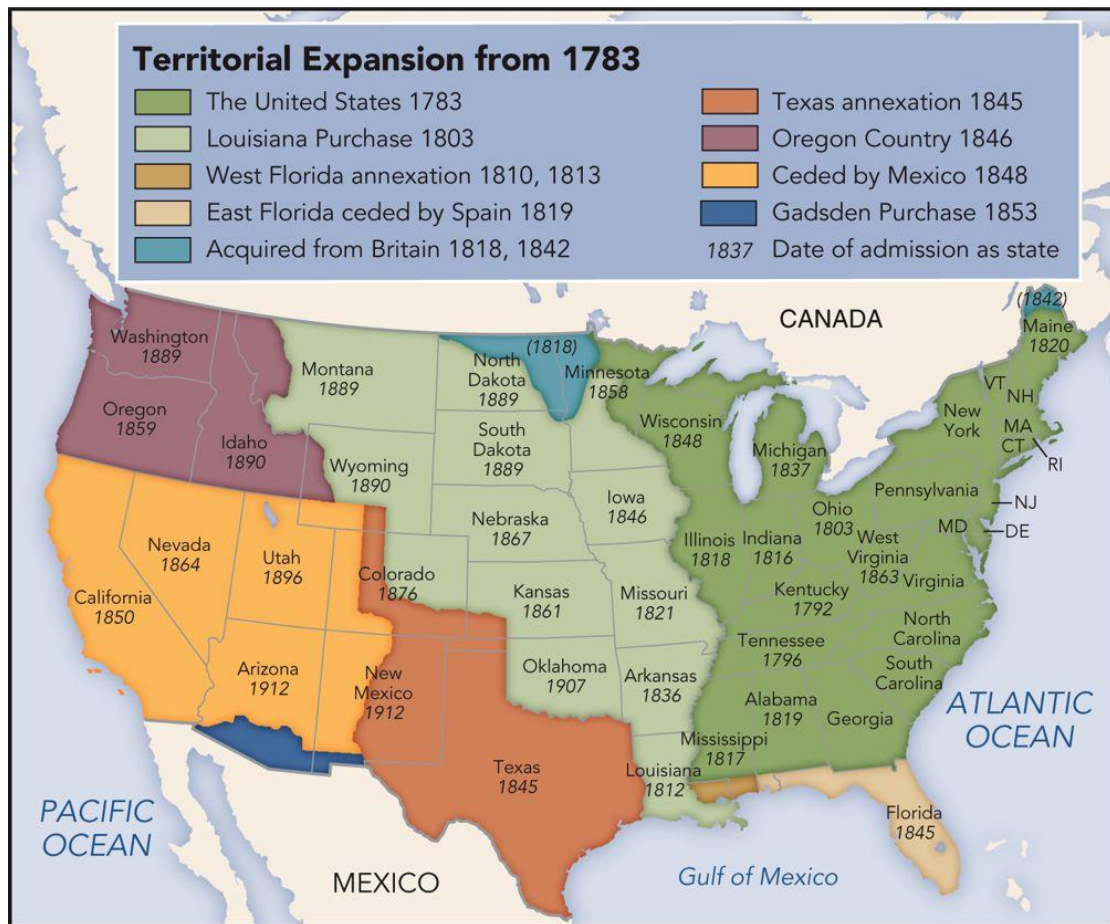 Territorial Expansion from 1783
The United States 1783
Louisiana Purchase 1803
West Florida annexation 1810, 1813
East Florida ceded by Spain 1819
Acquired from Britain 1818, 1842
Texas annexation 1845
Oregon Country 1846
Ceded by Mexico 1848
Gadsden Purchase 1853
1837 Date of admission as state
CANADA
(1842)
Maine
1820
Washington
1889
Montana
1889
(1818)
North
Dakota
1889
Minnesota
1858
VT
NH
Oregon
1859
Idaho
1890
Wyoming
1890
South
Dakota
1889
Wisconsin
1848
Michigan
1837
New
York
MA
CT
RI
Iowa
1846
Pennsylvania
NJ
Nebraska
1867
Ohio
1803
MD
DE
Nevada
1864
Utah
1896
Illinois
1818
Indiana
1816
West
Virginia
1863
Virginia
California
1850
Colorado
1876
Kansas
1861
Missouri
1821
Kentucky
1792
North
Carolina
Tennessee
1796
South
Carolina
Arizona
1912
New
Mexico
1912
Oklahoma
1907
Arkansas
1836
Alabama
1819
Georgia
ATLANTIC
OCEAN
Mississippi
1817
Texas
1845
Louisiana
1812
Florida
1845
PACIFIC
OCEAN
MEXICO
Gulf of Mexico